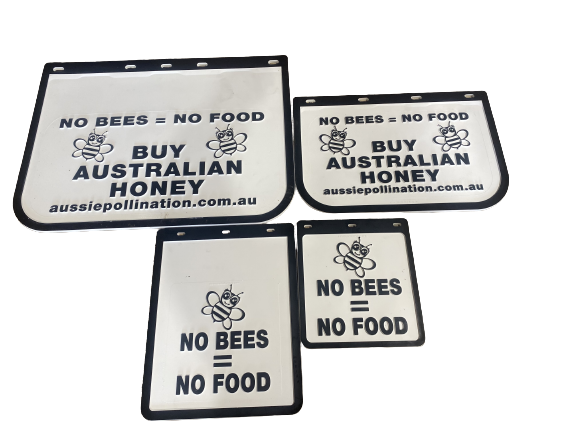 NO BEES = NO FOOD
BUY
AUSTRALIAN
HONEY
aussiepollination.com.au
NO BEES = NO FOOD
BUY
AUSTRALIAN
HONEY
aussiepollination.com.au
NO BEES
=
NO FOOD
NO BEES
=
NO FOOD